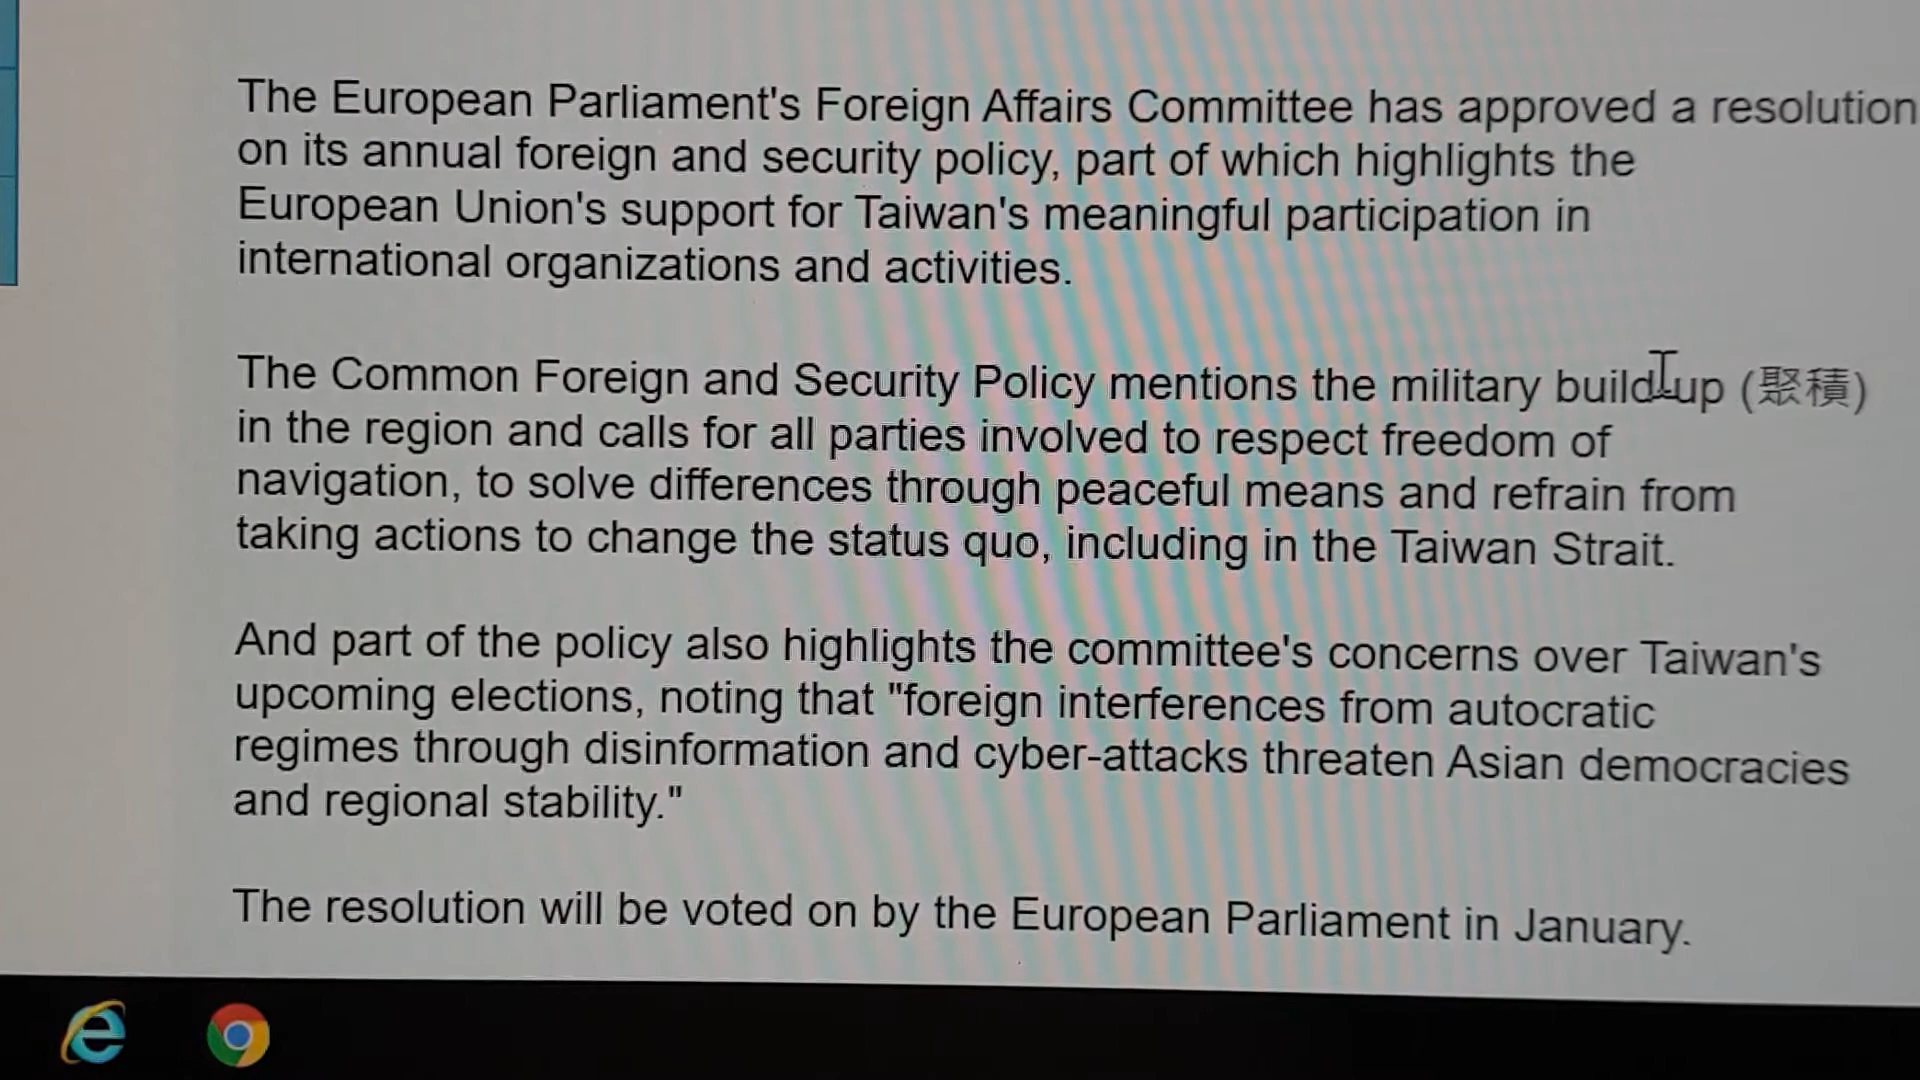 The European Parliament's Foreign Affairs Committee has approved a resolution
on its annual foreign and security policy, part of which highlights the
European Union's support for Taiwan's meaningful participation in
international organizations and activities.
The Common Foreign and Security Policy mentions the military build-up (聚積)
in the region and calls for all parties involved to respect freedom of
navigation, to solve differences through peaceful means and refrain from
taking actions to change the status quo, including in the Taiwan Strait.
And part of the policy also highlights the committee's concerns over Taiwan's
upcoming elections, noting that "foreign interferences from autocratic
regimes through disinformation and cyber-attacks threaten Asian democracies
and regional stability."
The resolution will be voted on by the European Parliament in January.